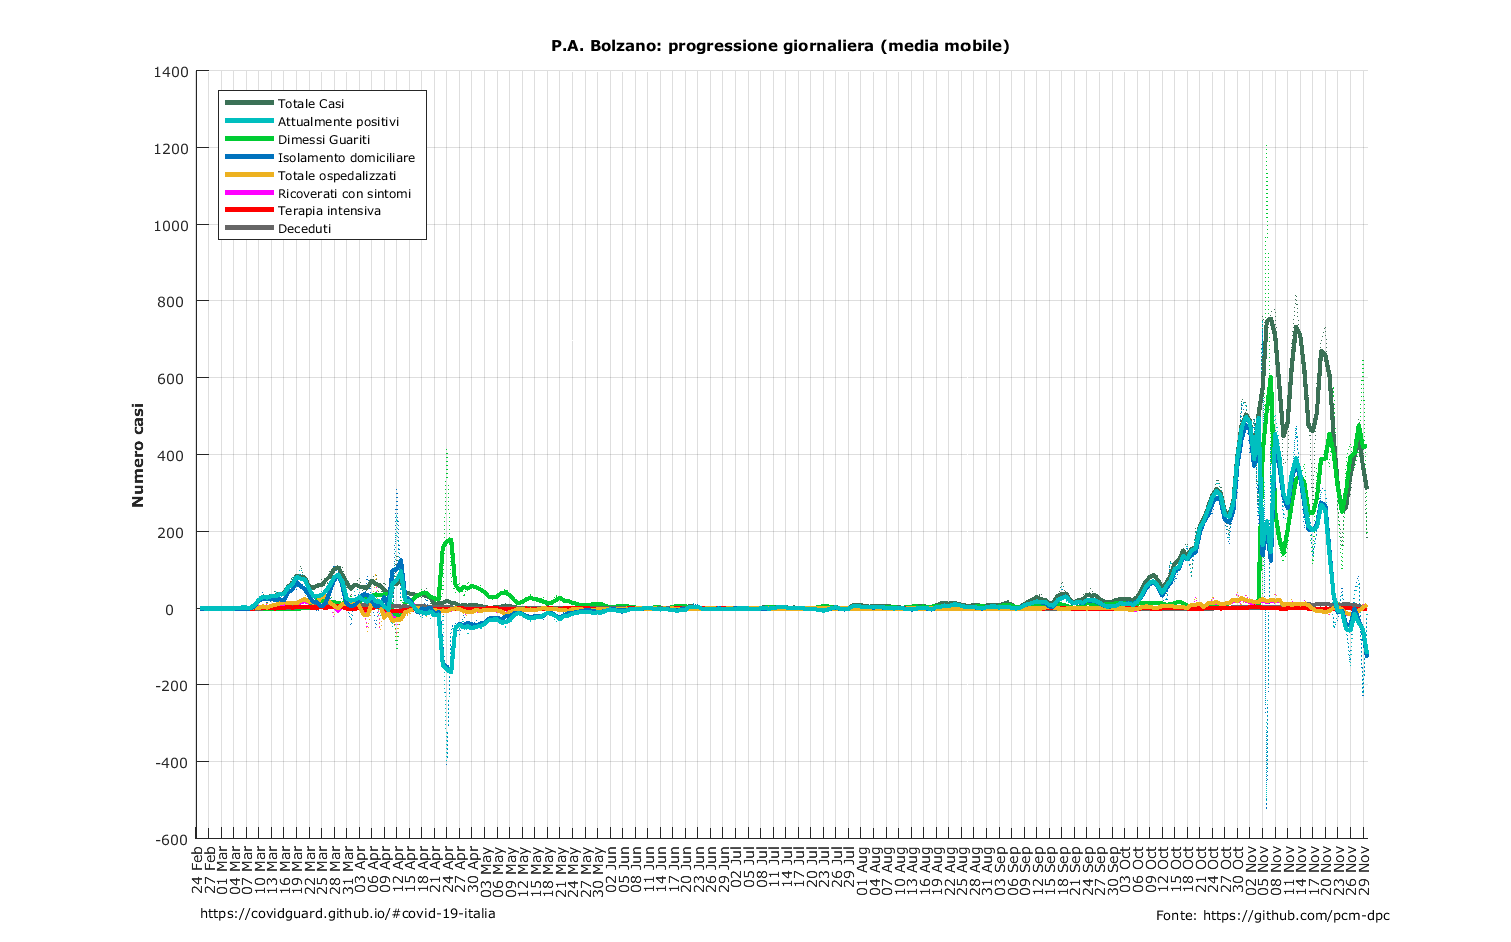 P.A. Bolzano: progressione giornaliera (media mobile)
1400
1200
1000
800
600
400
200
0
-200
-400
-600
Numero casi
Totale Casi
Attualmente positivi
Dimessi Guariti
Isolamento domiciliare
Totale ospedalizzati
Ricoverati con sintomi
Terapia intensiva
Deceduti
24 Feb
27 Feb
01 Mar
04 Mar
07 Mar
10 Mar
13 Mar
16 Mar
19 Mar
22 Mar
25 Mar
28 Mar
31 Mar
03 Apr
06 Apr
09 Apr
12 Apr
15 Apr
18 Apr
21 Apr
24 Apr
27 Apr
30 Apr
03 May
06 May
09 May
12 May
15 May
18 May
21 May
24 May
27 May
30 May
02 Jun
05 Jun
08 Jun
11 Jun
14 Jun
17 Jun
20 Jun
23 Jun
26 Jun
29 Jun
02 Jul
05 Jul
08 Jul
11 Jul
14 Jul
17 Jul
20 Jul
23 Jul
26 Jul
29 Jul
01 Aug
04 Aug
07 Aug
10 Aug
13 Aug
16 Aug
19 Aug
22 Aug
25 Aug
28 Aug
31 Aug
03 Sep
06 Sep
09 Sep
12 Sep
15 Sep
18 Sep
21 Sep
24 Sep
27 Sep
30 Sep
03 Oct
06 Oct
09 Oct
12 Oct
15 Oct
18 Oct
21 Oct
24 Oct
27 Oct
30 Oct
02 Nov
05 Nov
08 Nov
11 Nov
14 Nov
17 Nov
20 Nov
23 Nov
26 Nov
29 Nov
https://covidguard.github.io/#covid-19-italia
Fonte: https://github.com/pcm-dpc